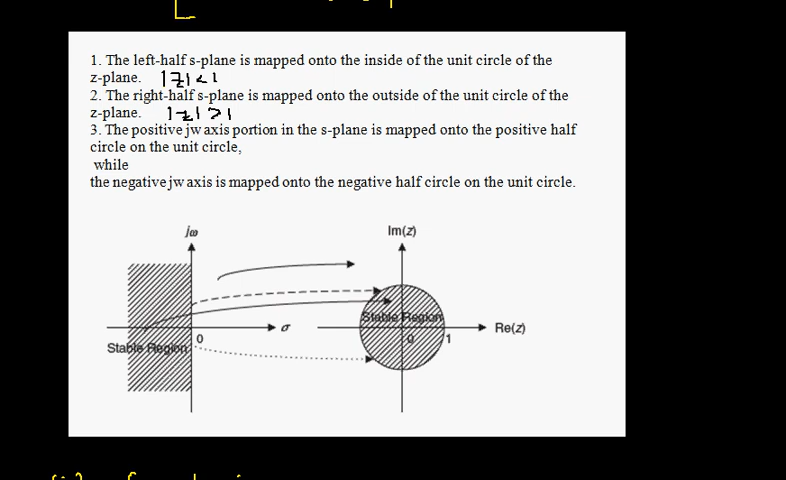 1. The left-half s-plane is mapped onto the inside of the unit circle of the
z-plane. |z| < 1
2. The right-half s-plane is mapped onto the outside of the unit circle of the
z-plane. |z| > 1
3. The positive jw axis portion in the s-plane is mapped onto the positive half
circle on the unit circle,
while
the negative jw axis is mapped onto the negative half circle on the unit circle.
jω
Im(z)
Stable Region
σ
Re(z)
0
0
1
Stable Region